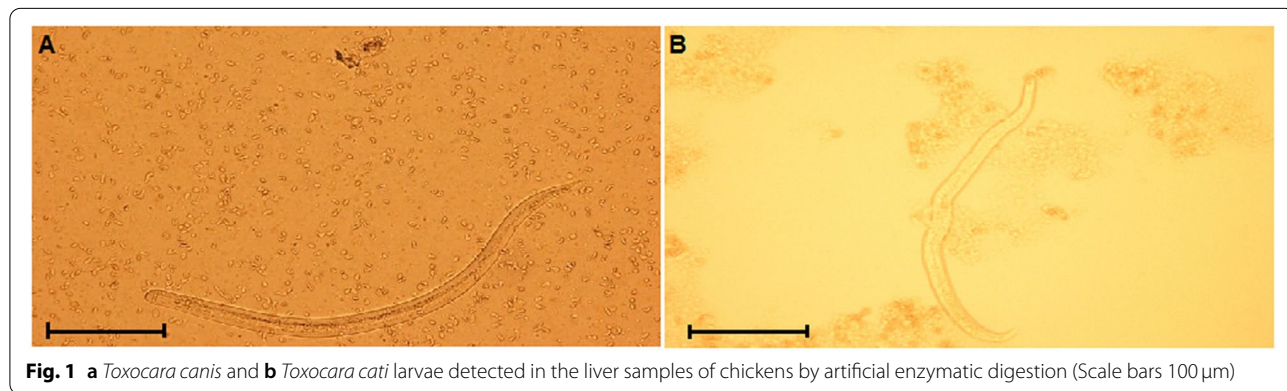 A
B
Fig. 1 a Toxocara canis and b Toxocara cati larvae detected in the liver samples of chickens by artificial enzymatic digestion (Scale bars 100 µm)